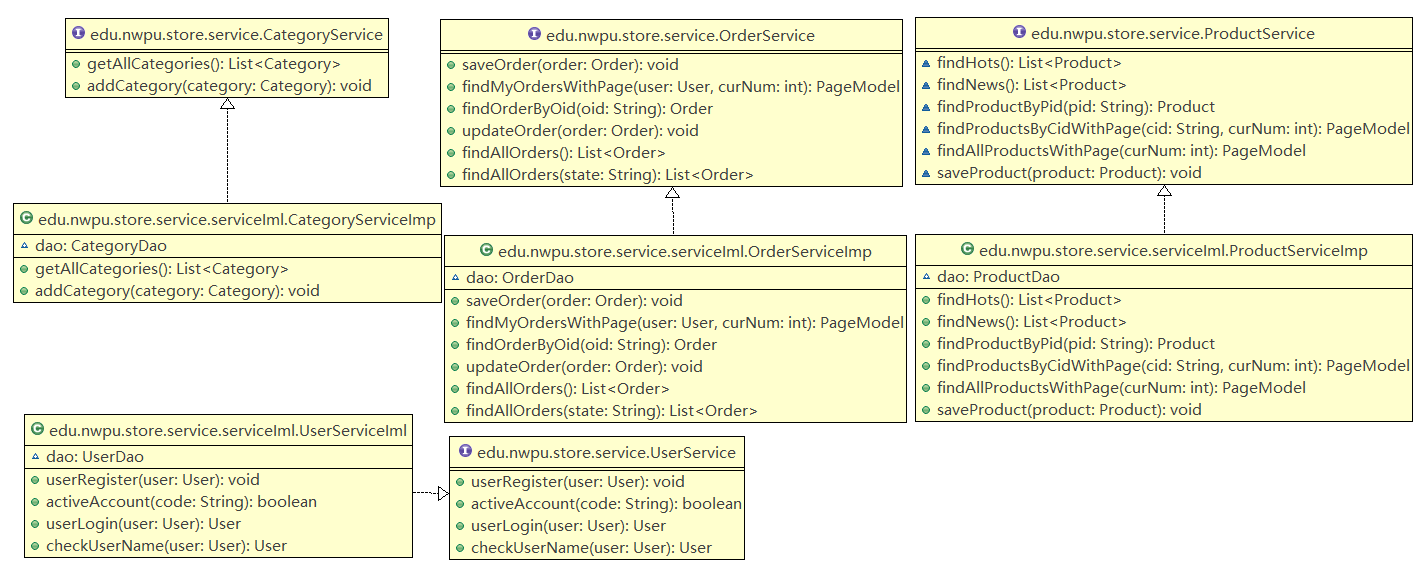 I edu.nwpu.store.service.CategoryService
getAllCategories(): List<Category>
addCategory(category: Category): void
I edu.nwpu.store.service.OrderService
saveOrder(order: Order): void
findMyOrdersWithPage(user: User, curNum: int): PageModel
findOrderByOid(oid: String): Order
updateOrder(order: Order): void
findAllOrders(): List<Order>
findAllOrders(state: String): List<Order>
I edu.nwpu.store.service.ProductService
findHots(): List<Product>
findNews(): List<Product>
findProductByPid(pid: String): Product
findProductsByCidWithPage(cid: String, curNum: int): PageModel
findAllProductsWithPage(curNum: int): PageModel
saveProduct(product: Product): void
C edu.nwpu.store.service.serviceIml.CategoryServiceImp
dao: CategoryDao
getAllCategories(): List<Category>
addCategory(category: Category): void
C edu.nwpu.store.service.serviceIml.OrderServiceImp
dao: OrderDao
saveOrder(order: Order): void
findMyOrdersWithPage(user: User, curNum: int): PageModel
findOrderByOid(oid: String): Order
updateOrder(order: Order): void
findAllOrders(): List<Order>
findAllOrders(state: String): List<Order>
C edu.nwpu.store.service.serviceIml.ProductServiceImp
dao: ProductDao
findHots(): List<Product>
findNews(): List<Product>
findProductByPid(pid: String): Product
findProductsByCidWithPage(cid: String, curNum: int): PageModel
findAllProductsWithPage(curNum: int): PageModel
saveProduct(product: Product): void
C edu.nwpu.store.service.serviceIml.UserServiceIml
dao: UserDao
userRegister(user: User): void
activeAccount(code: String): boolean
userLogin(user: User): User
checkUserName(user: User): User
I edu.nwpu.store.service.UserService
userRegister(user: User): void
activeAccount(code: String): boolean
userLogin(user: User): User
checkUserName(user: User): User